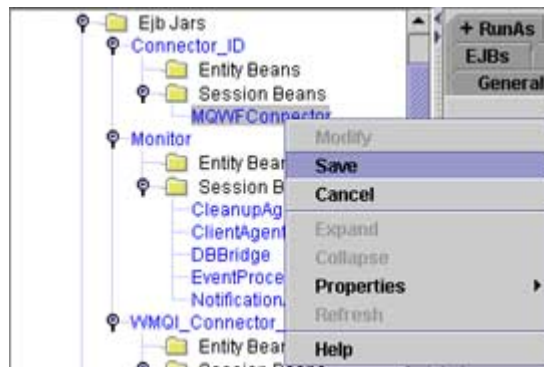 Ejb Jars
Connector_ID
Entity Beans
Session Beans
MQWFConnector
Monitor
Entity Bear
Session B
CleanupAg
ClientAgent
DBBridge
EventProce
Notification
WMQI_Connector_
Entity Bear
+ RunAs
EJBs
General
Modify
Save
Cancel
Expand
Collapse
Properties
Refresh
Help